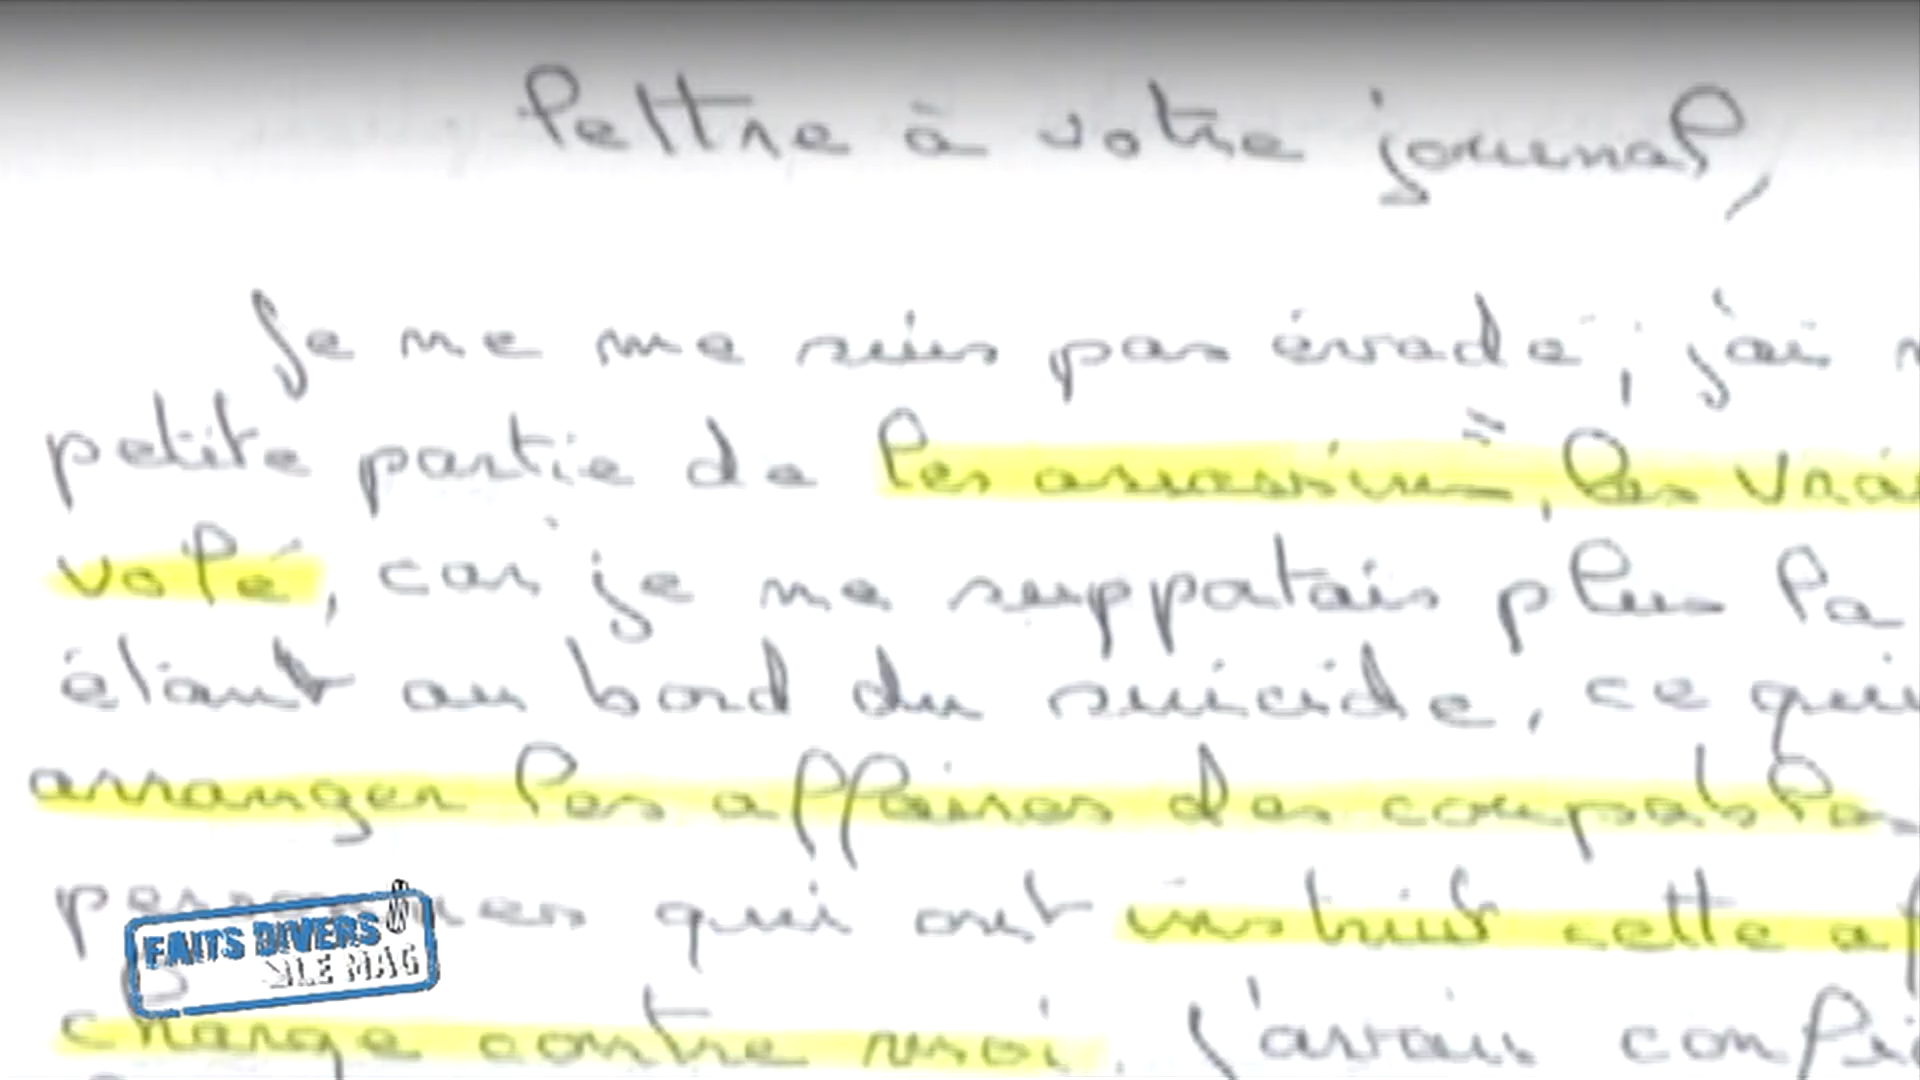 lettre à votre journal,
Je ne me suis pas évadé, j'ai
petite partie de les assassins", les vrais
volé, car je ne suppotais plus la
étant au bord du suicide, ce qui
arranger les affaires des coupables
personnes qui ont instruit cette af
charge contre moi. J'avais confi
FAITS DIVERS
LE MAG